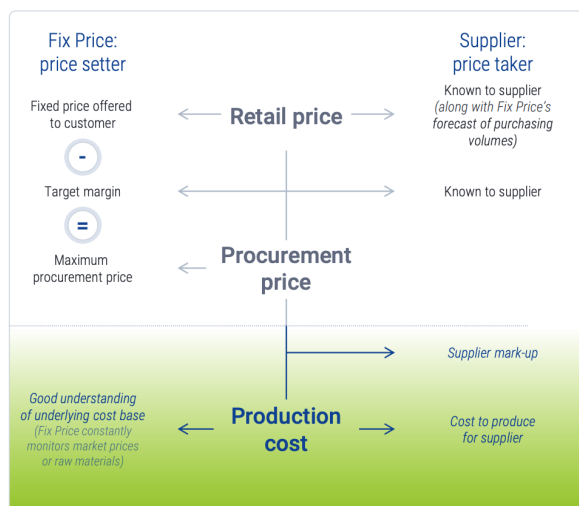 Fix Price:
price setter
Supplier:
price taker
Fixed price offered
to customer
Retail price
Known to supplier
(along with Fix Price's
forecast of purchasing
volumes)
-
Target margin
Known to supplier
=
Maximum
procurement price
Procurement
price
Supplier mark-up
Good understanding
of underlying cost base
(Fix Price constantly
monitors market prices
or raw materials)
Production
cost
Cost to produce
for supplier